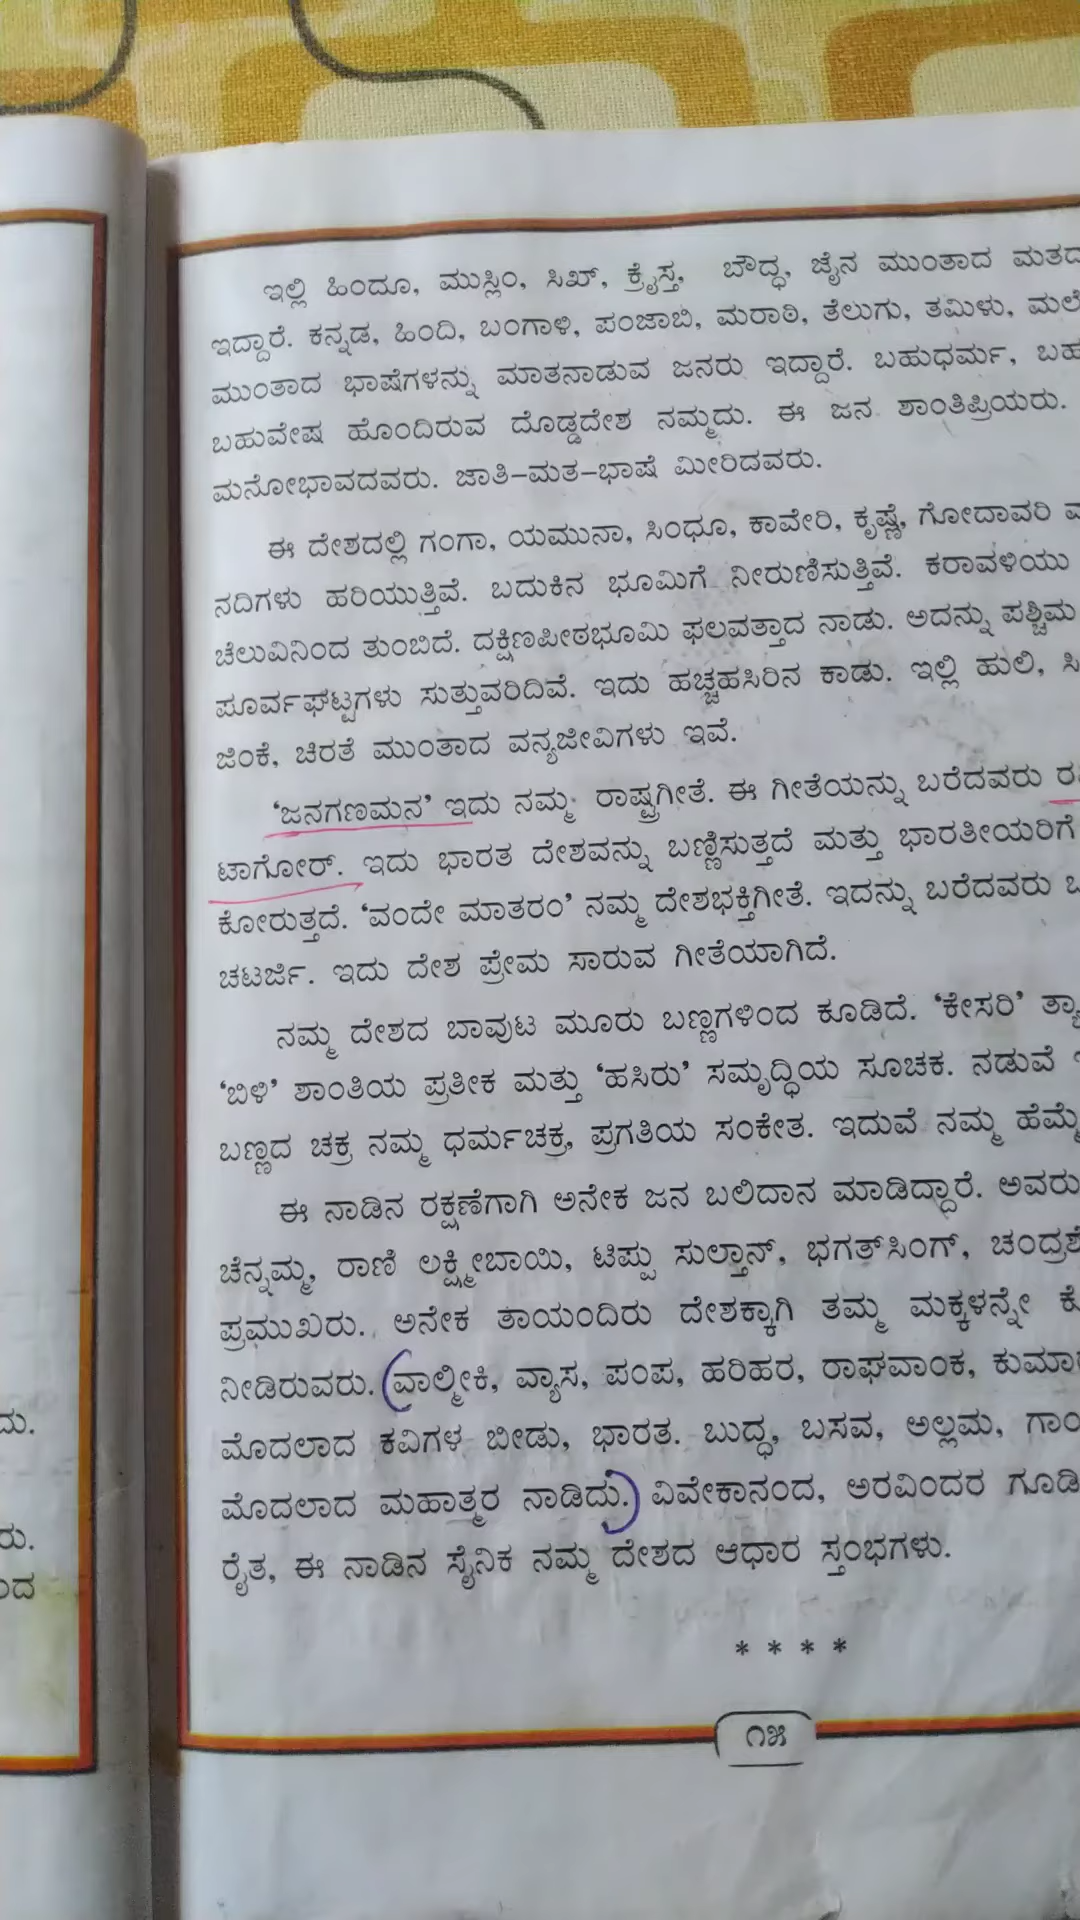 ಇಲ್ಲಿ ಹಿಂದೂ, ಮುಸ್ಲಿಂ, ಸಿಖ್, ಕ್ರೈಸ್ತ, ಬೌದ್ಧ, ಜೈನ ಮುಂತಾದ
ಇದ್ದಾರೆ. ಕನ್ನಡ, ಹಿಂದಿ, ಬಂಗಾಳಿ, ಪಂಜಾಬಿ, ಮರಾಠಿ, ತೆಲುಗು, ತಮಿಳು,
ಮುಂತಾದ ಭಾಷೆಗಳನ್ನು ಮಾತನಾಡುವ ಜನರು ಇದ್ದಾರೆ. ಬಹುಧರ್ಮ,
ಬಹುವೇಷ ಹೊಂದಿರುವ ದೊಡ್ಡದೇಶ ನಮ್ಮದು. ಈ ಜನ ಶಾಂತಿಪ್ರಿಯರು.
ಮನೋಭಾವದವರು. ಜಾತಿ-ಮತ-ಭಾಷೆ ಮೀರಿದವರು.
ಈ ದೇಶದಲ್ಲಿ ಗಂಗಾ, ಯಮುನಾ, ಸಿಂಧೂ, ಕಾವೇರಿ, ಕೃಷ್ಣೆ, ಗೋದಾವರಿ
ನದಿಗಳು ಹರಿಯುತ್ತಿವೆ. ಬದುಕಿನ ಭೂಮಿಗೆ ನೀರುಣಿಸುತ್ತಿವೆ. ಕರಾವಳಿಯು
ಚೆಲುವಿನಿಂದ ತುಂಬಿದೆ. ದಕ್ಷಿಣಪೀಠಭೂಮಿ ಫಲವತ್ತಾದ ನಾಡು. ಅದನ್ನು ಪಶ್ಚಿಮ
ಪೂರ್ವಘಟ್ಟಗಳು ಸುತ್ತುವರಿದಿವೆ. ಇದು ಹಚ್ಚಹಸಿರಿನ ಕಾಡು. ಇಲ್ಲಿ ಹುಲಿ,
ಜಿಂಕೆ, ಚಿರತೆ ಮುಂತಾದ ವನ್ಯಜೀವಿಗಳು ಇವೆ.
'ಜನಗಣಮನ' ಇದು ನಮ್ಮ ರಾಷ್ಟ್ರಗೀತೆ. ಈ ಗೀತೆಯನ್ನು ಬರೆದವರು
ಟಾಗೋರ್. ಇದು ಭಾರತ ದೇಶವನ್ನು ಬಣ್ಣಿಸುತ್ತದೆ ಮತ್ತು ಭಾರತೀಯರಿಗೆ
ಕೋರುತ್ತದೆ. 'ವಂದೇ ಮಾತರಂ' ನಮ್ಮ ದೇಶಭಕ್ತಿಗೀತೆ. ಇದನ್ನು ಬರೆದವರು
ಚಟರ್ಜಿ. ಇದು ದೇಶ ಪ್ರೇಮ ಸಾರುವ ಗೀತೆಯಾಗಿದೆ.
ನಮ್ಮ ದೇಶದ ಬಾವುಟ ಮೂರು ಬಣ್ಣಗಳಿಂದ ಕೂಡಿದೆ. 'ಕೇಸರಿ'
'ಬಿಳಿ' ಶಾಂತಿಯ ಪ್ರತೀಕ ಮತ್ತು 'ಹಸಿರು' ಸಮೃದ್ಧಿಯ ಸೂಚಕ. ನಡುವೆ
ಬಣ್ಣದ ಚಕ್ರ ನಮ್ಮ ಧರ್ಮಚಕ್ರ, ಪ್ರಗತಿಯ ಸಂಕೇತ. ಇದುವೆ ನಮ್ಮ ಹೆಮ್ಮೆ
ಈ ನಾಡಿನ ರಕ್ಷಣೆಗಾಗಿ ಅನೇಕ ಜನ ಬಲಿದಾನ ಮಾಡಿದ್ದಾರೆ. ಅವರು
ಚೆನ್ನಮ್ಮ, ರಾಣಿ ಲಕ್ಷ್ಮೀಬಾಯಿ, ಟಿಪ್ಪು ಸುಲ್ತಾನ್, ಭಗತ್‌ಸಿಂಗ್,
ಪ್ರಮುಖರು. ಅನೇಕ ತಾಯಂದಿರು ದೇಶಕ್ಕಾಗಿ ತಮ್ಮ ಮಕ್ಕಳನ್ನೇ
ನೀಡಿರುವರು. (ವಾಲ್ಮೀಕಿ, ವ್ಯಾಸ, ಪಂಪ, ಹರಿಹರ, ರಾಘವಾಂಕ,
ಮೊದಲಾದ ಕವಿಗಳ ಬೀಡು, ಭಾರತ. ಬುದ್ಧ, ಬಸವ, ಅಲ್ಲಮ,
ಮೊದಲಾದ ಮಹಾತ್ಮರ ನಾಡಿದು.) ವಿವೇಕಾನಂದ, ಅರವಿಂದರ
ರೈತ, ಈ ನಾಡಿನ ಸೈನಿಕ ನಮ್ಮ ದೇಶದ ಆಧಾರ ಸ್ತಂಭಗಳು.
* * * *
೧೫